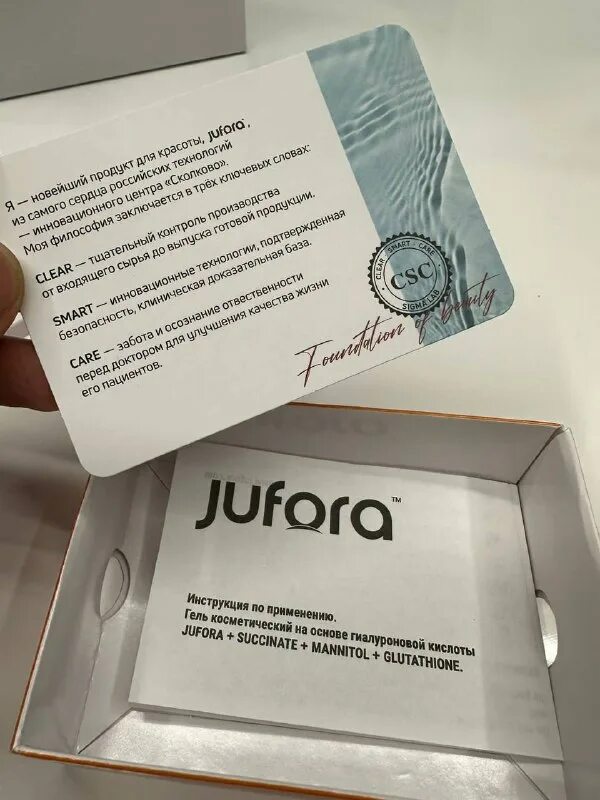 Я — новейший продукт для красоты, Jufora,
из самого сердца российских технологий
— инновационного центра «Сколково».
Моя философия заключается в трёх ключевых словах:
CLEAR — тщательный контроль производства
от входящего сырья до выпуска готовой продукции.
SMART — инновационные технологии, подтвержденная
безопасность, клиническая доказательная база.
CARE — забота и осознание отвественности
перед доктором для улучшения качества жизни
его пациентов.
CLEAR SMART CARE
CSC
SIGMALAB
Foundation of beauty
Jufora™
Инструкция по применению.
Гель косметический на основе гиалуроновой кислоты
JUFORA + SUCCINATE + MANNITOL + GLUTATHIONE.